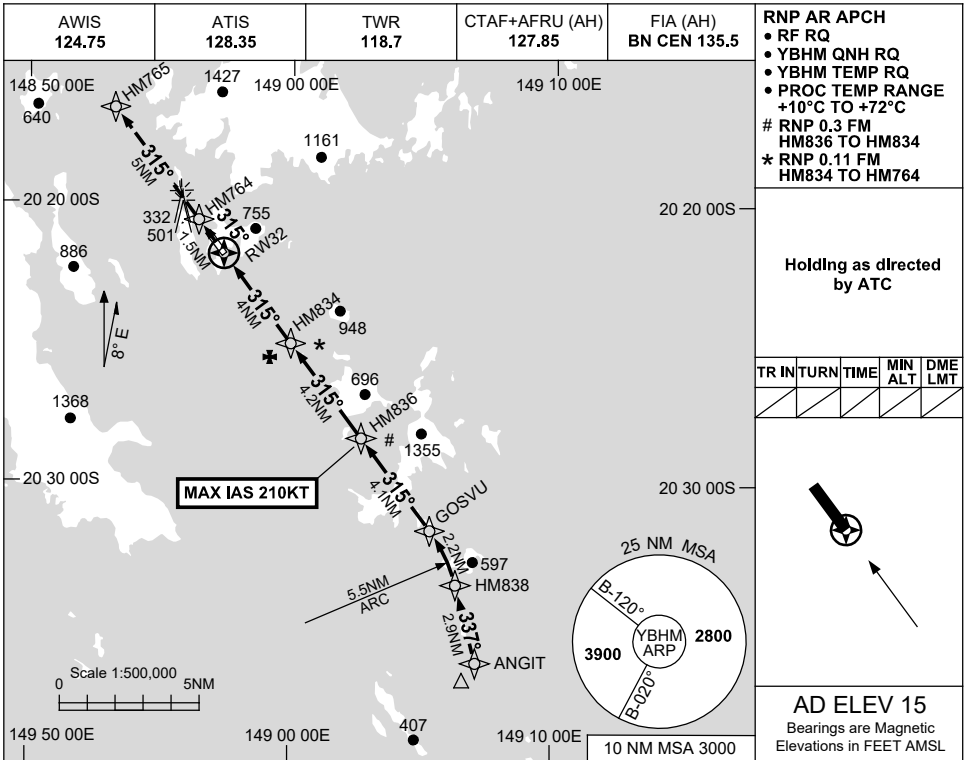 AWIS
124.75
ATIS
128.35
TWR
118.7
CTAF+AFRU (AH)
127.85
FIA (AH)
BN CEN 135.5
RNP AR APCH
• RF RQ
• YBHM QNH RQ
• YBHM TEMP RQ
• PROC TEMP RANGE
+10°C TO +72°C
# RNP 0.3 FM
HM836 TO HM834
* RNP 0.11 FM
HM834 TO HM764
Holding as directed
by ATC
TR IN
TURN
TIME
MIN
ALT
DME
LMT
148 50 00E
149 00 00E
149 10 00E
HM765
1427
640
1161
315°
5NM
20 20 00S
20 20 00S
HM764
332
501
315°
1.5NM
755
RW32
886
315°
4NM
HM834
*
948
8° E
315°
4.2NM
696
1368
HM836
#
1355
MAX IAS 210KT
20 30 00S
20 30 00S
315°
4.1NM
GOSVU
2.2NM
597
5.5NM
ARC
HM838
337°
2.9NM
ANGIT
25 NM MSA
B-120°
YBHM
ARP
2800
3900
B-020°
Scale 1:500,000
0
5NM
407
149 50 00E
149 00 00E
149 10 00E
10 NM MSA 3000
AD ELEV 15
Bearings are Magnetic
Elevations in FEET AMSL